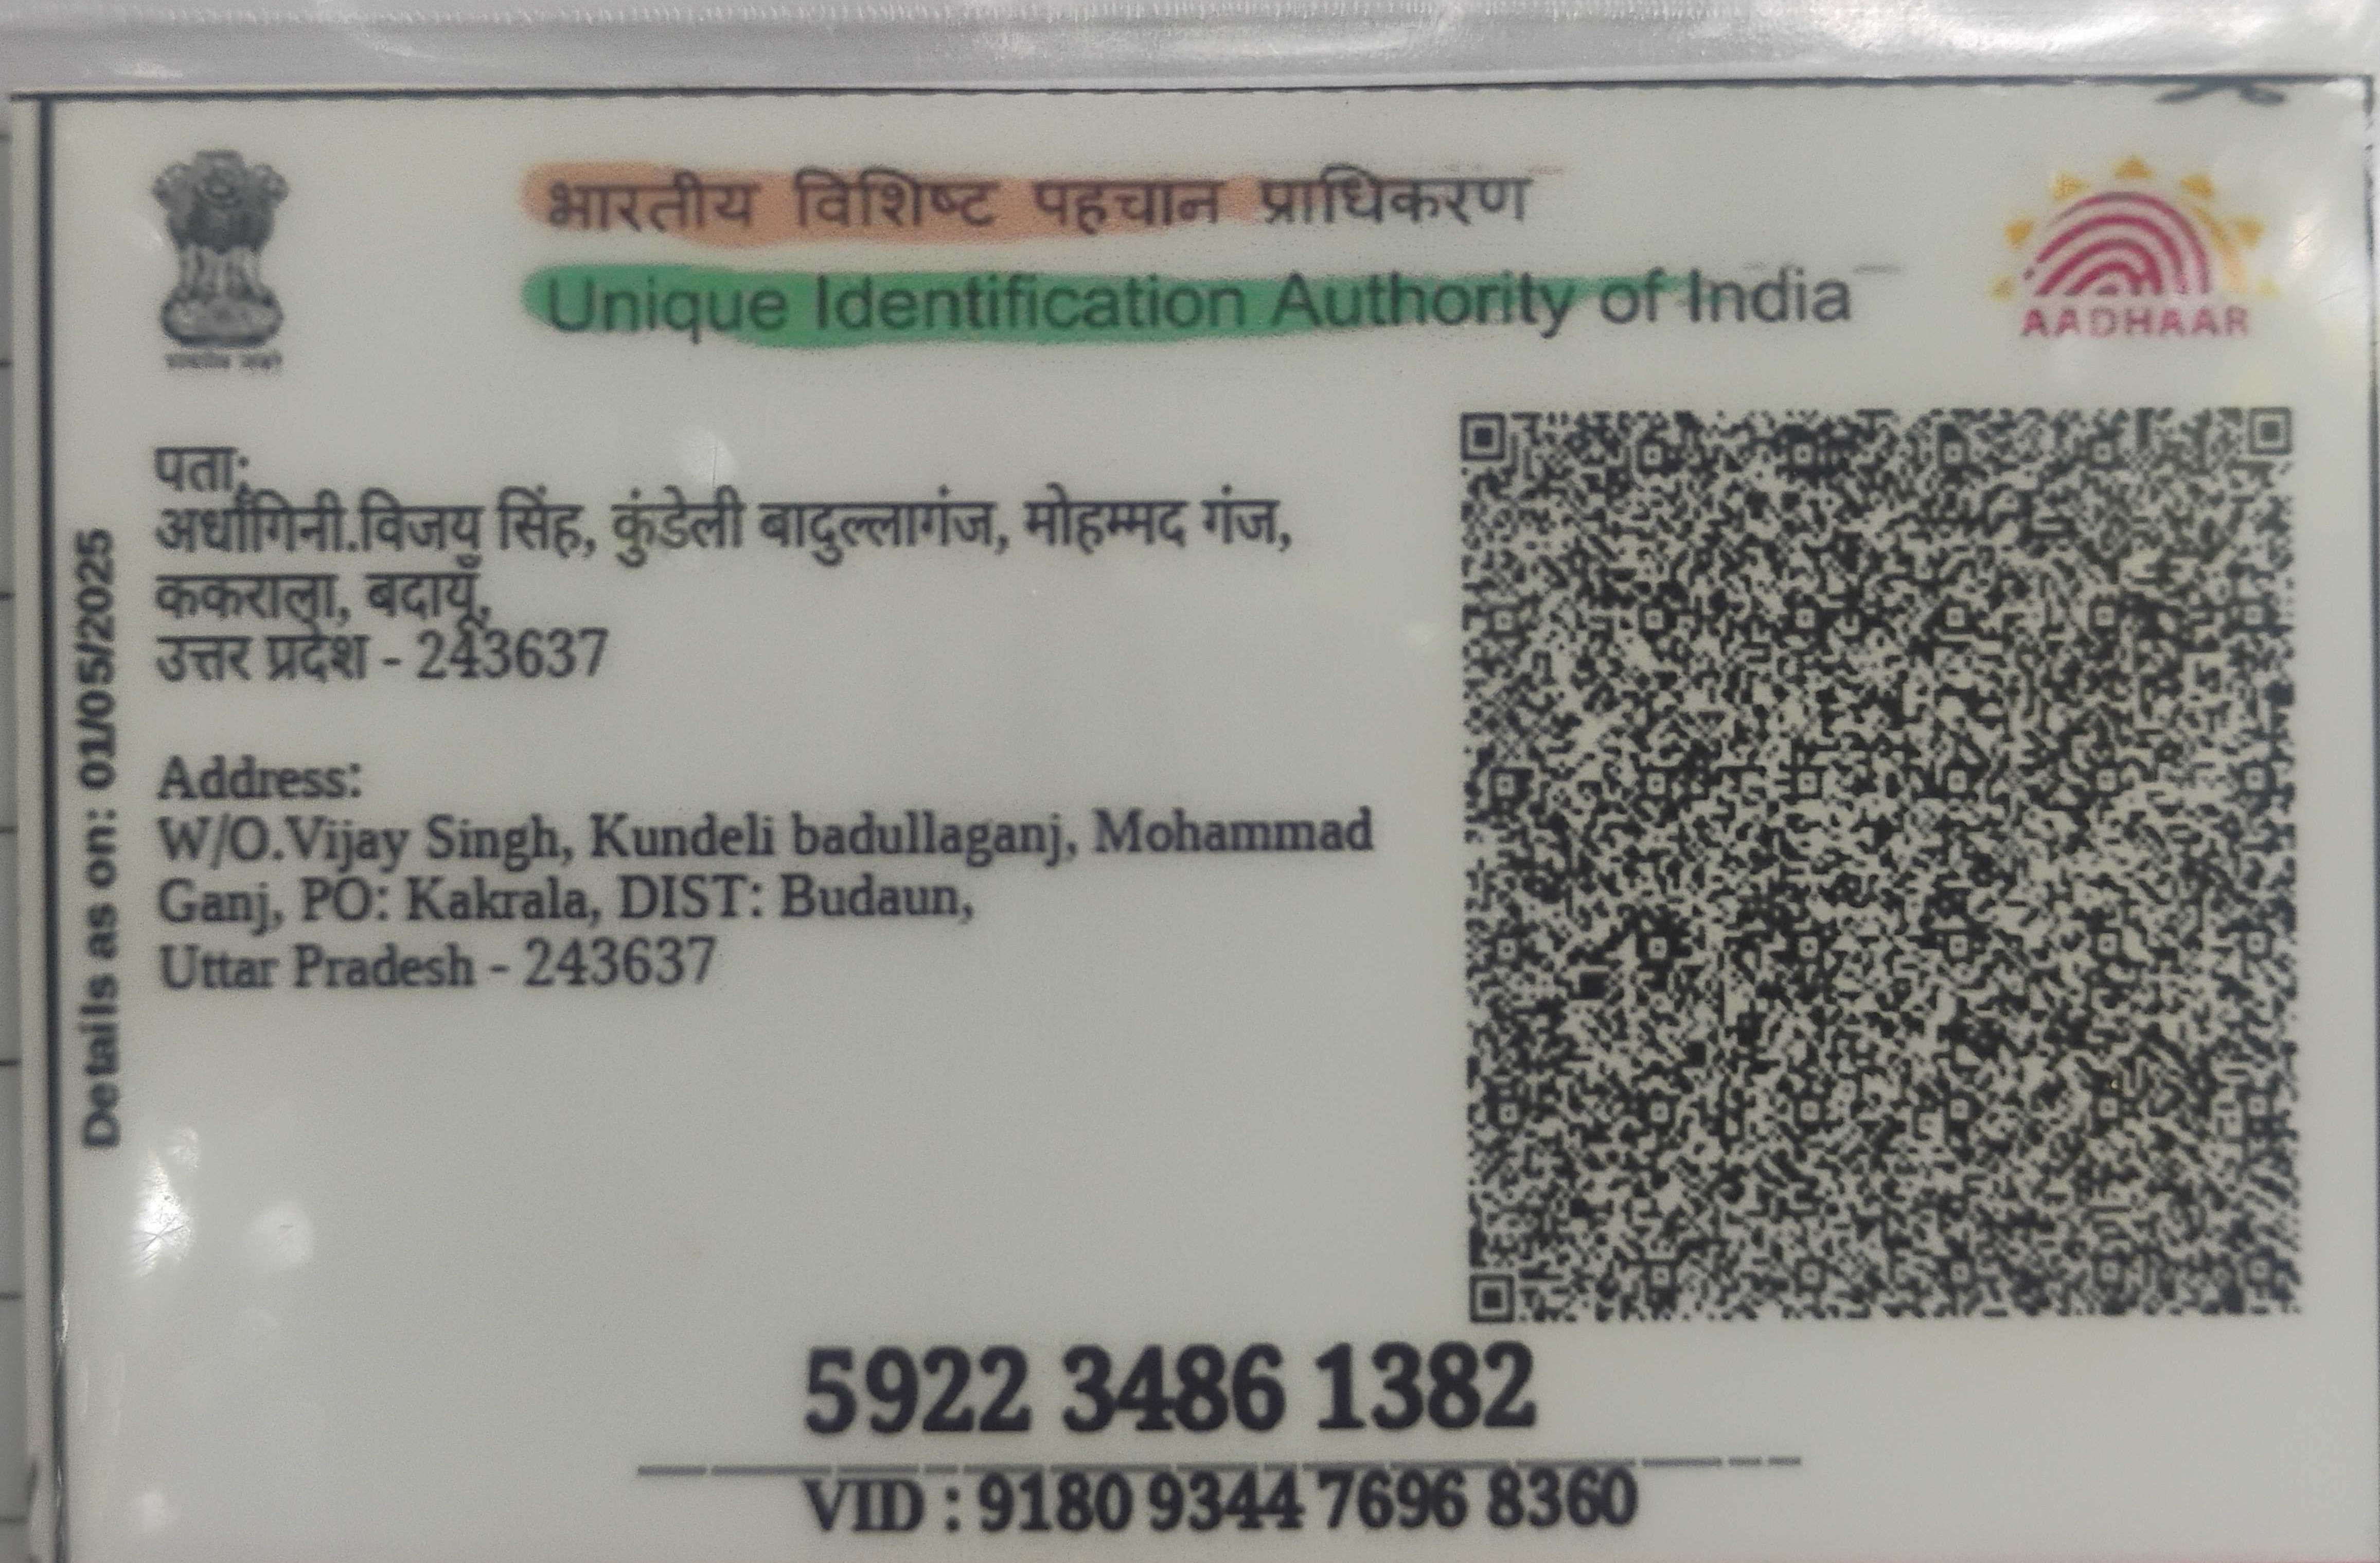 भारतीय विशिष्ट पहचान प्राधिकरण
Unique Identification Authority of India
AADHAAR
पता:
अर्धांगिनी.विजय सिंह, कुंडेली बादुल्लागंज, मोहम्मद गंज,
ककराला, बदायूँ,
उत्तर प्रदेश - 243637
Address:
W/O.Vijay Singh, Kundeli badullaganj, Mohammad
Ganj, PO: Kakrala, DIST: Budaun,
Uttar Pradesh - 243637
Details as on: 01/05/2025
5922 3486 1382
VID : 9180 9344 7696 8360